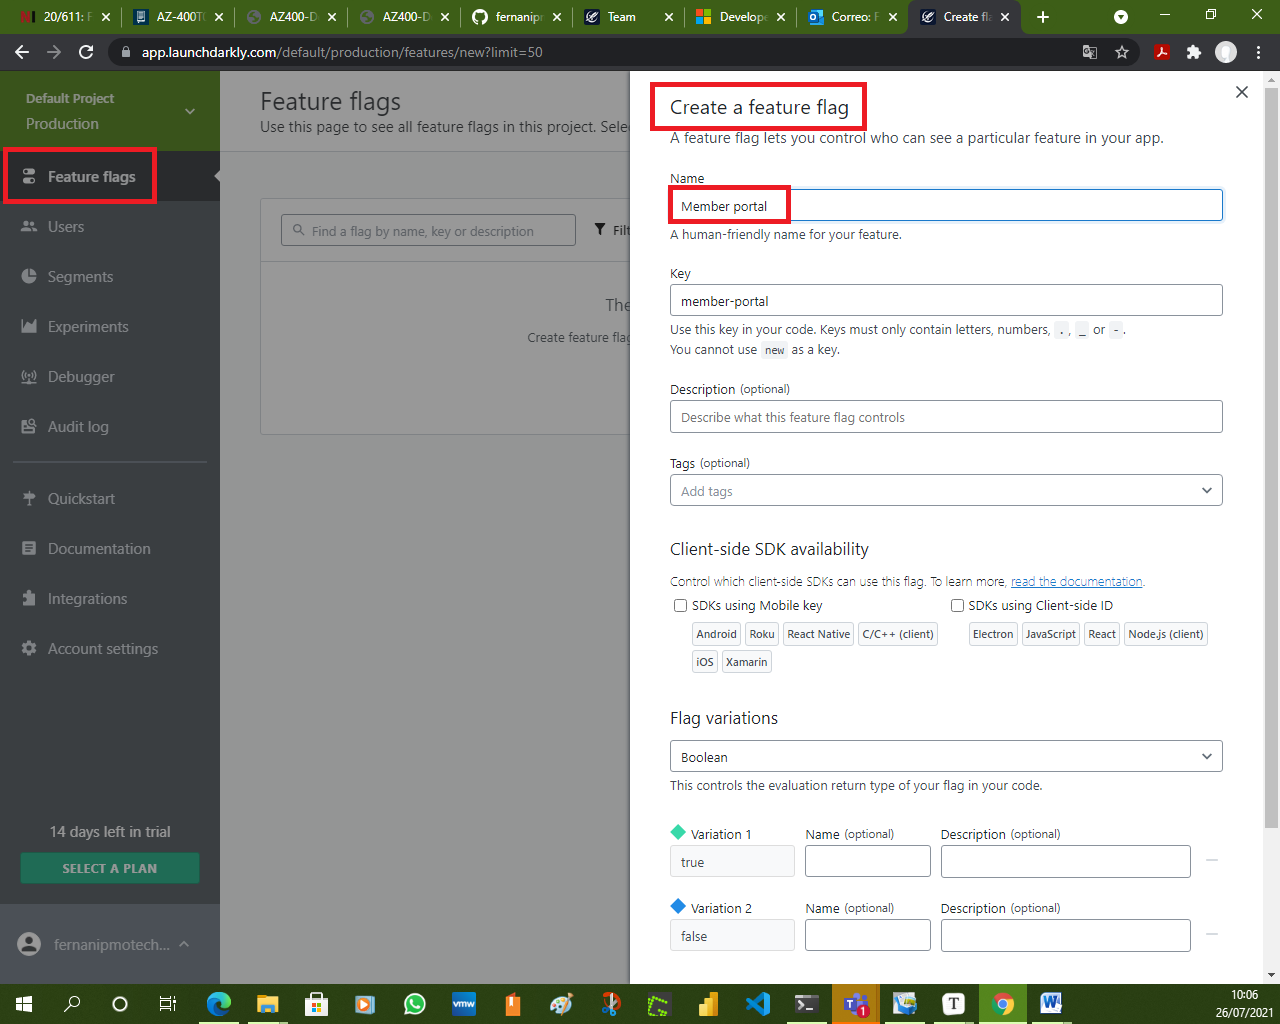 20/611: F
AZ-400T0
AZ400-D
AZ400-D
fernanipr
Team
Develope
Correo: F
Create fl
app.launchdarkly.com/default/production/features/new?limit=50
Default Project
Production
Feature flags
Users
Segments
Experiments
Debugger
Audit log
Quickstart
Documentation
Integrations
Account settings
14 days left in trial
SELECT A PLAN
fernanipmotech...
Feature flags
Use this page to see all feature flags in this project. Selec
Find a flag by name, key or description
Filt
The
Create feature flag
Create a feature flag
A feature flag lets you control who can see a particular feature in your app.
Name
Member portal
A human-friendly name for your feature.
Key
member-portal
Use this key in your code. Keys must only contain letters, numbers, . , _ or - .
You cannot use new as a key.
Description (optional)
Describe what this feature flag controls
Tags (optional)
Add tags
Client-side SDK availability
Control which client-side SDKs can use this flag. To learn more, read the documentation.
SDKs using Mobile key
Android Roku React Native C/C++ (client)
iOS Xamarin
SDKs using Client-side ID
Electron JavaScript React Node.js (client)
Flag variations
Boolean
This controls the evaluation return type of your flag in your code.
Variation 1 Name (optional) Description (optional)
true
Variation 2 Name (optional) Description (optional)
false
vmw
T
1
10:06
26/07/2021